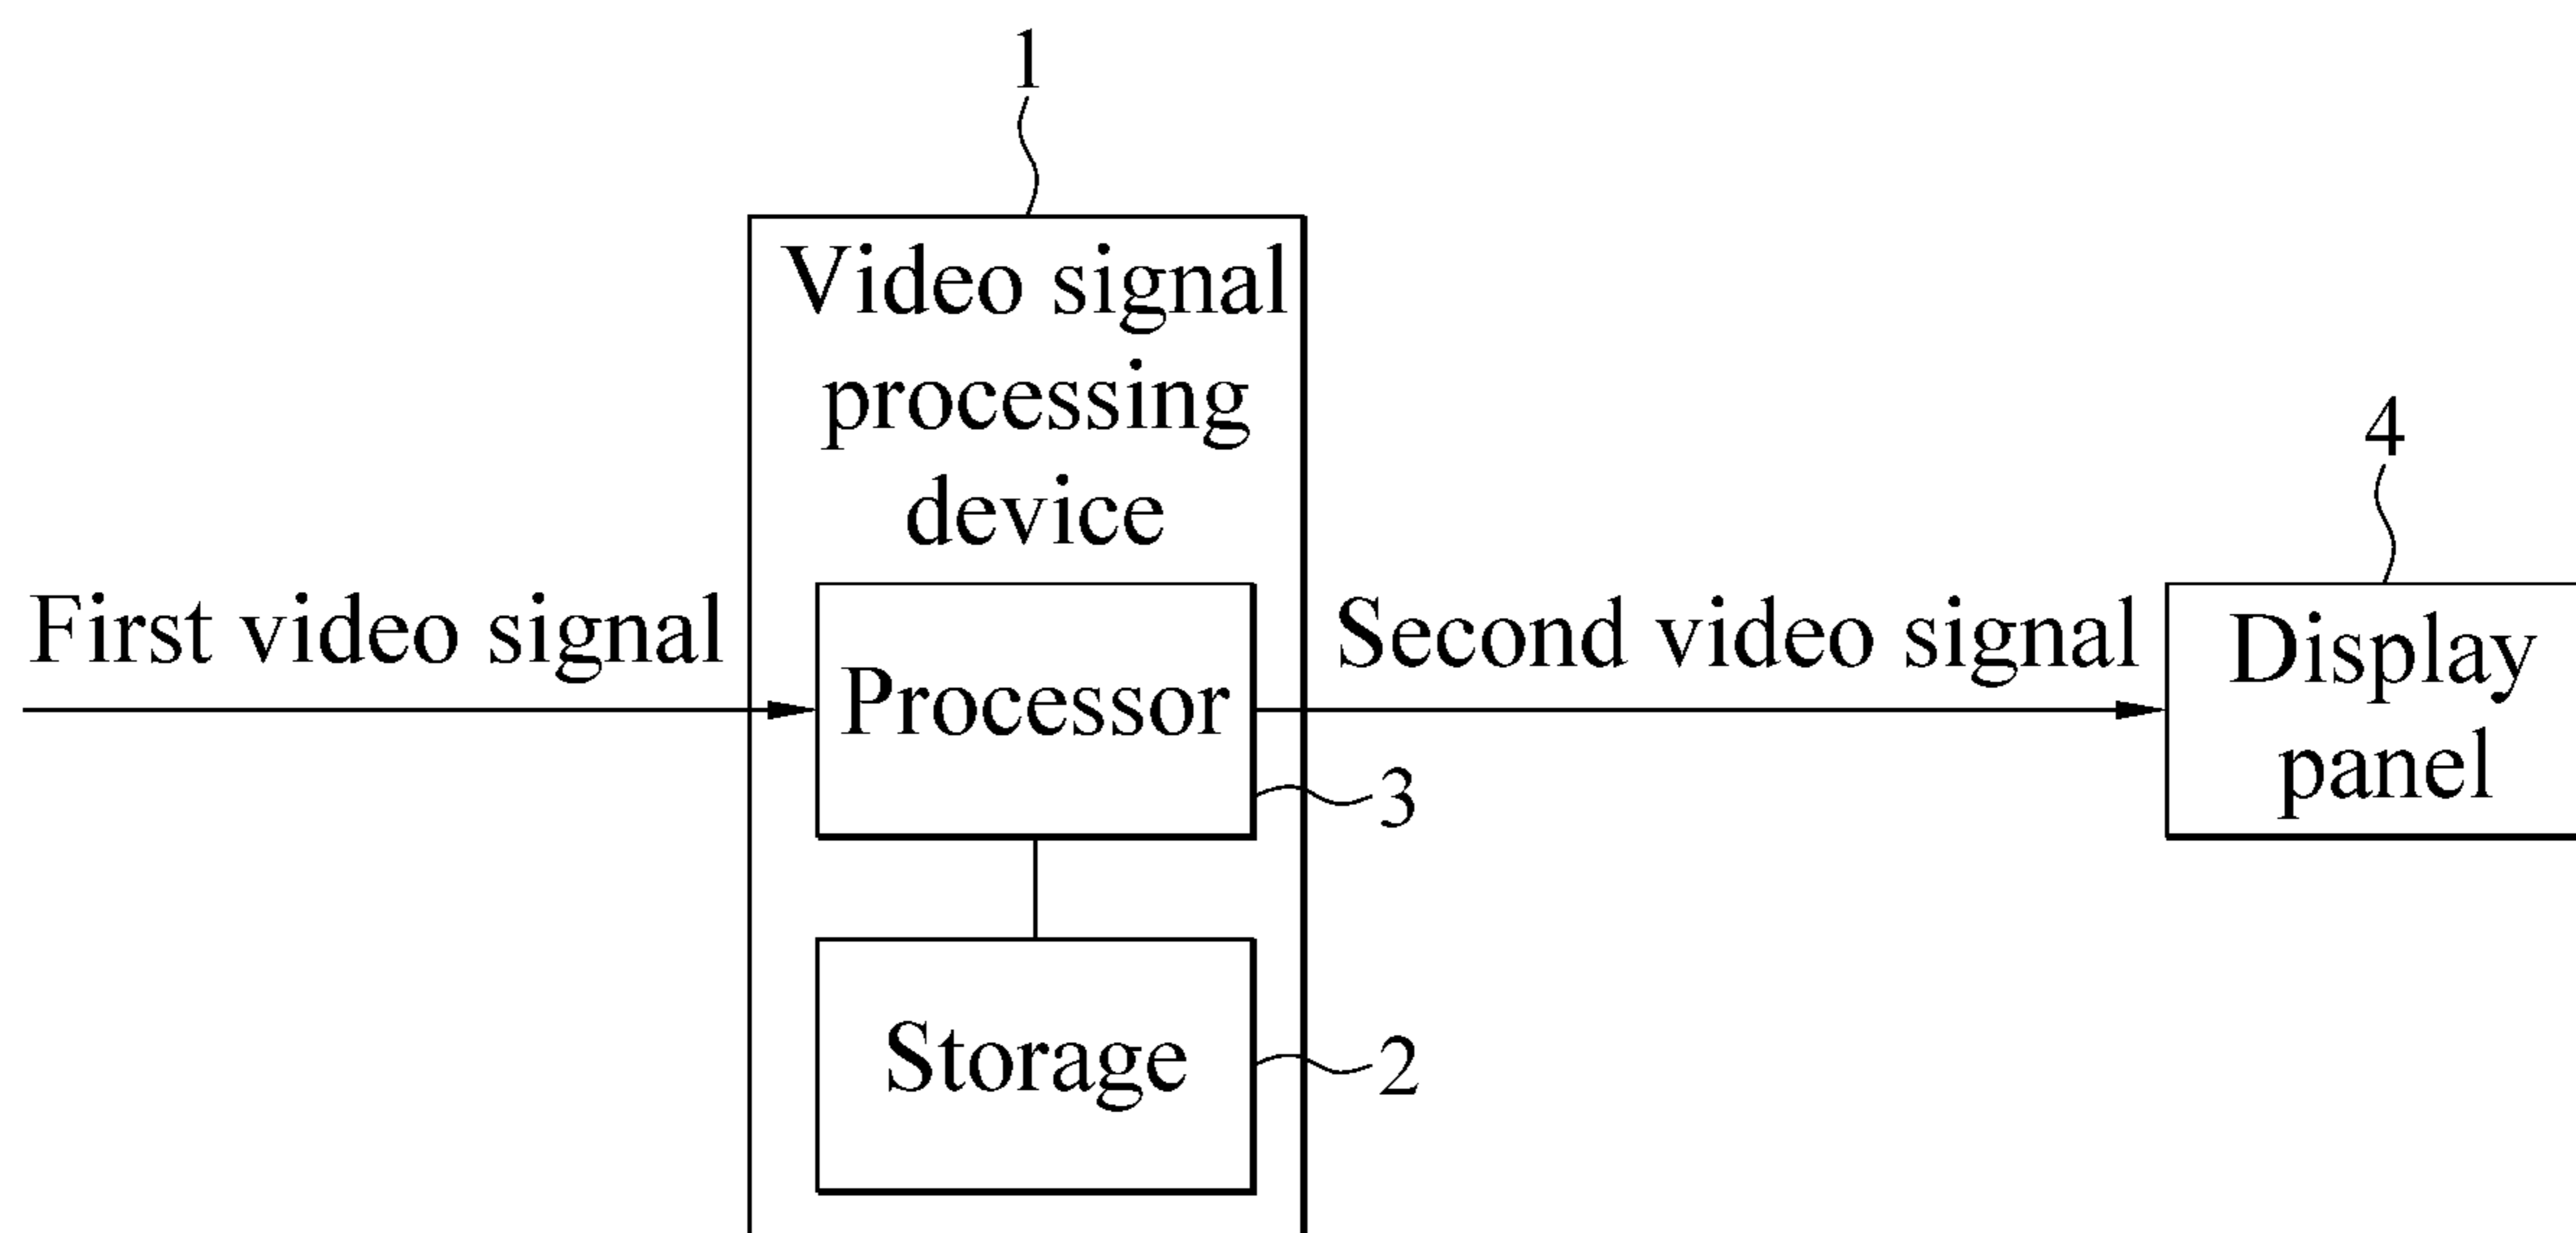 1
Video signal
processing
device
4
First video signal
Processor
Second video signal
Display
panel
3
Storage
2